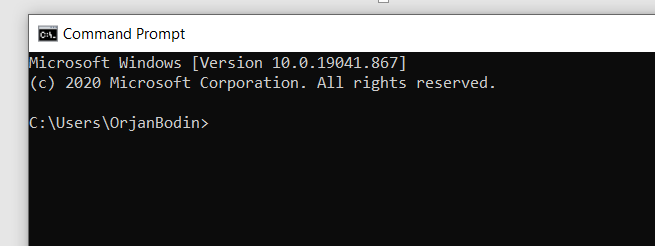 Command Prompt
Microsoft Windows [Version 10.0.19041.867]
(c) 2020 Microsoft Corporation. All rights reserved.
C:\Users\OrjanBodin>